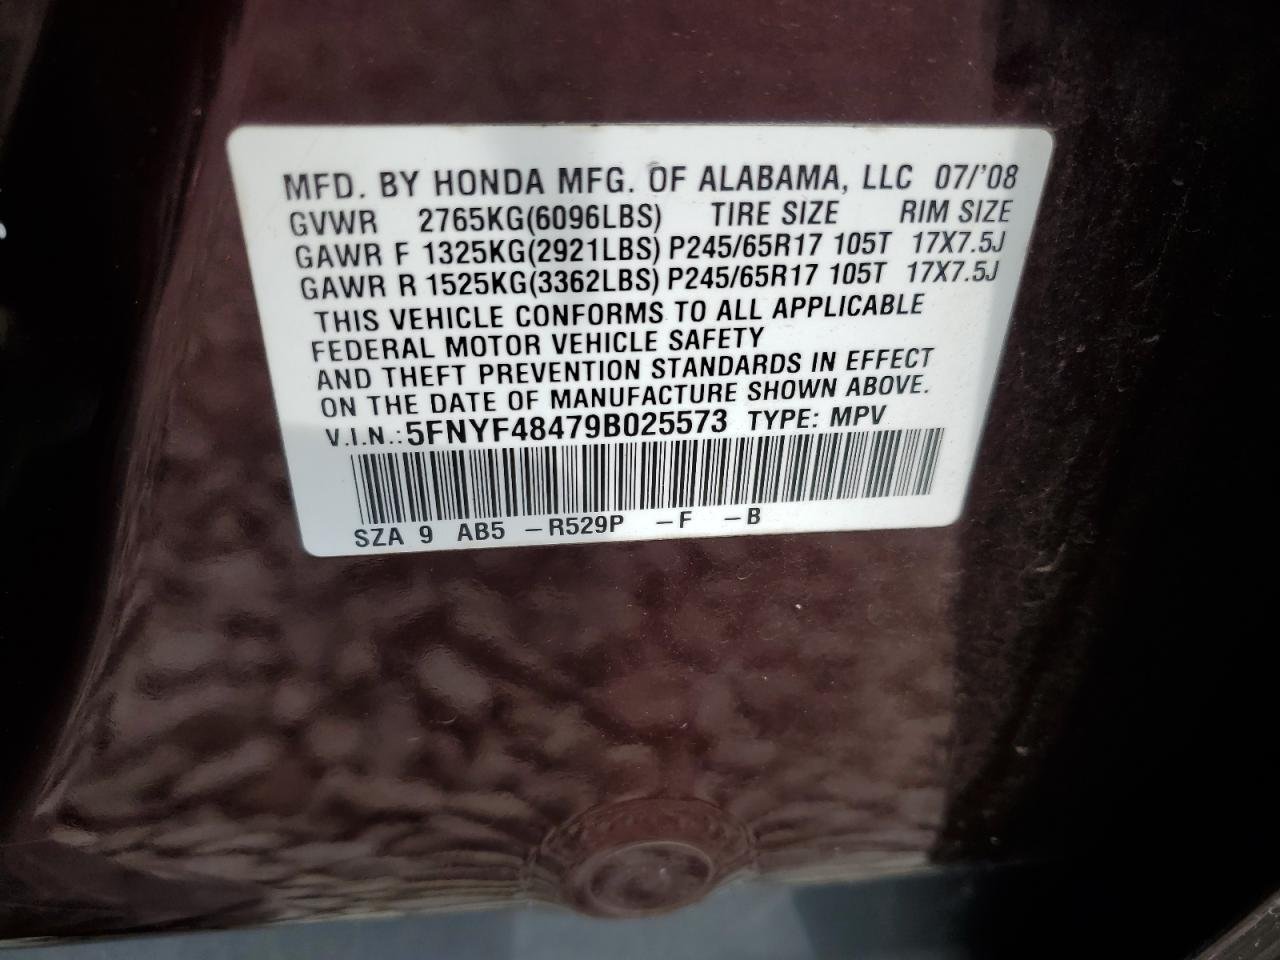 MFD. BY HONDA MFG. OF ALABAMA, LLC 07/'08
GVWR 2765KG(6096LBS) TIRE SIZE RIM SIZE
GAWR F 1325KG(2921LBS) P245/65R17 105T 17X7.5J
GAWR R 1525KG(3362LBS) P245/65R17 105T 17X7.5J
THIS VEHICLE CONFORMS TO ALL APPLICABLE
FEDERAL MOTOR VEHICLE SAFETY
AND THEFT PREVENTION STANDARDS IN EFFECT
ON THE DATE OF MANUFACTURE SHOWN ABOVE.
V.I.N.: 5FNYF48479B025573 TYPE: MPV
SZA 9 AB5 -R529P -F -B